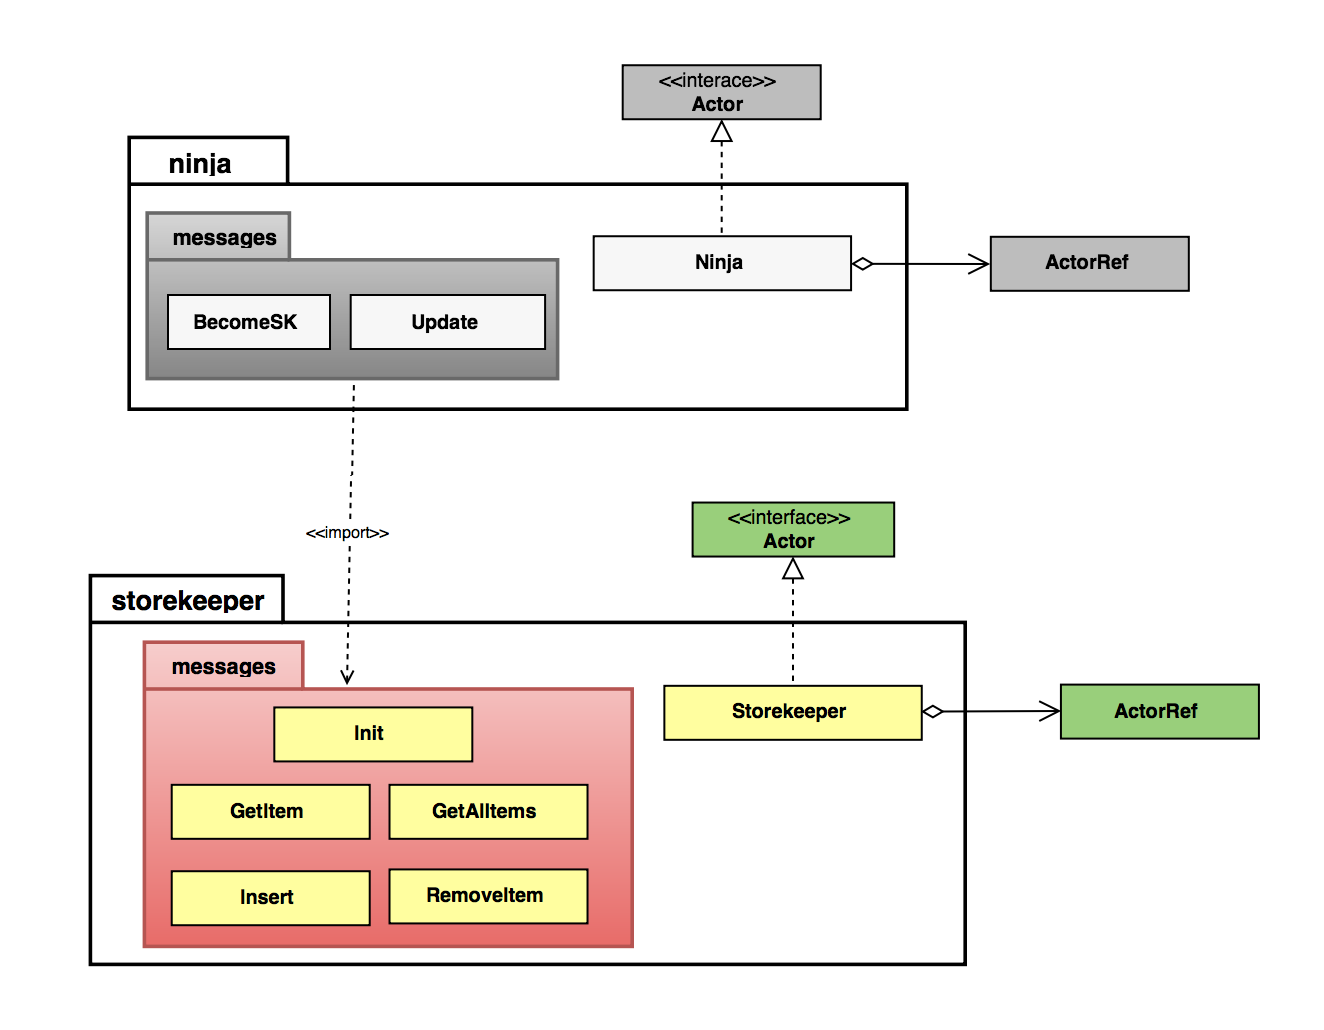 <<interace>>
Actor
ninja
messages
Ninja
ActorRef
BecomeSK
Update
<<import>>
<<interface>>
Actor
storekeeper
messages
Storekeeper
ActorRef
Init
GetItem
GetAlItems
Insert
RemoveItem